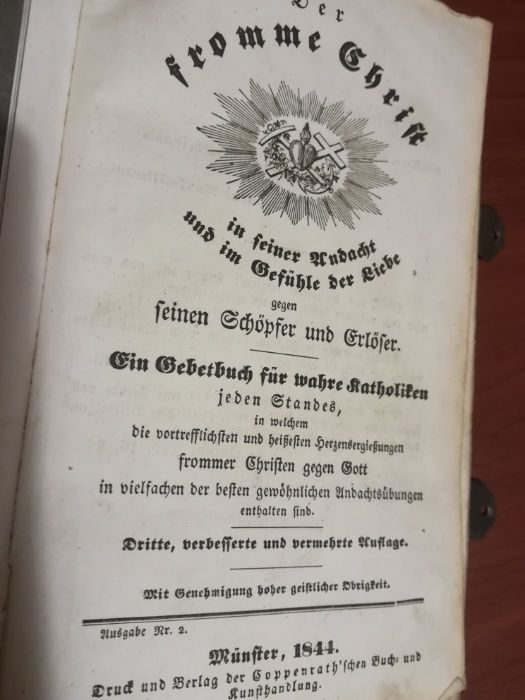 Der
fromme Christ
in seiner Andacht
und im Gefühle der Liebe
gegen
seinen Schöpfer und Erlöser.
Ein Gebetbuch für wahre Katholiken
jeden Standes,
in welchem
die vortrefflichsten und heißesten Herzensergießungen
frommer Christen gegen Gott
in vielfachen der besten gewöhnlichen Andachtsübungen
enthalten sind.
Dritte, verbesserte und vermehrte Auflage.
Mit Genehmigung hoher geistlicher Obrigkeit.
Ausgabe Nr. 2.
Münster, 1844.
Druck und Verlag der Coppenrath'schen Buch- und
Kunsthandlung.